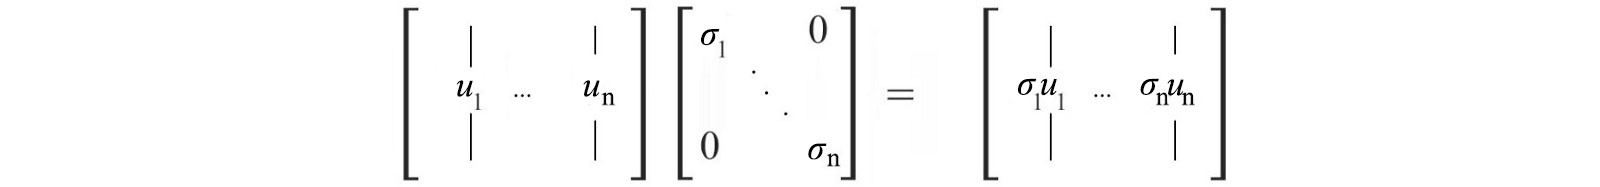 [ | | ] [ σ₁ 0 ] [ | | ]
[ u₁ ... uₙ ] [ ⋱ ] = [ σ₁u₁ ... σₙuₙ ]
[ | | ] [ 0 σₙ ] [ | | ]